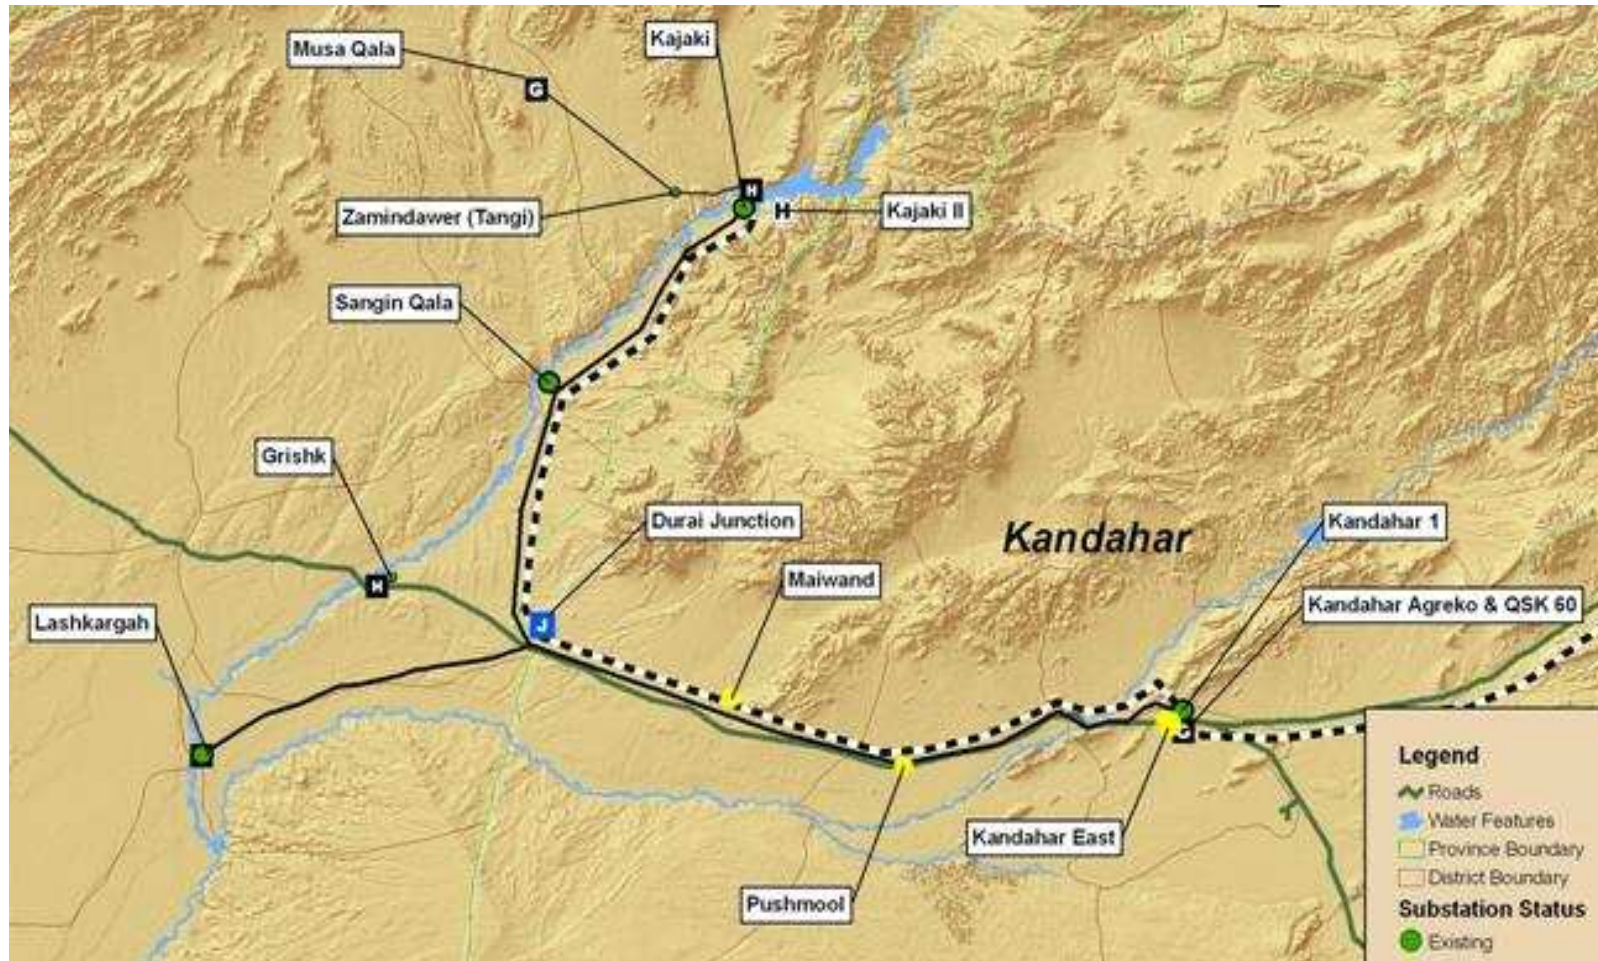 Musa Qala
Kajaki
G
H
Zamindawer (Tangi)
H
Kajaki II
Sangin Qala
Grishk
H
Durai Junction
Kandahar
Kandahar 1
Maiwand
Kandahar Agreko & QSK 60
Lashkargah
J
Kandahar East
Pushmool
Legend
Roads
Water Features
Province Boundary
District Boundary
Substation Status
Existing